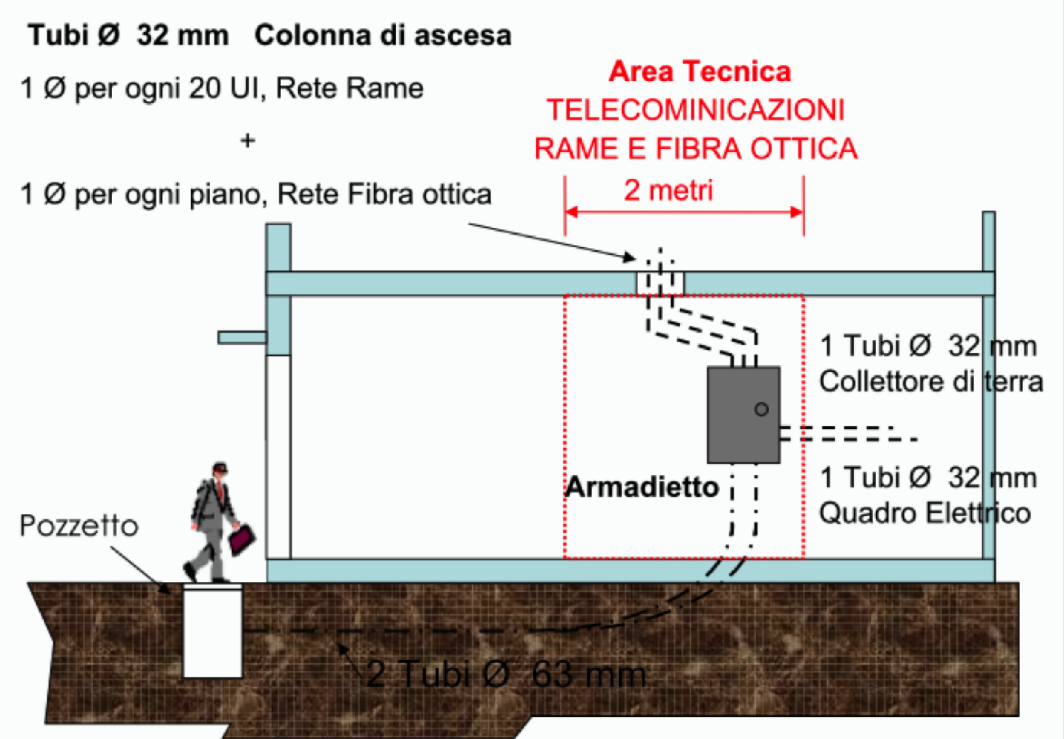 Tubi Ø 32 mm Colonna di ascesa
1 Ø per ogni 20 UI, Rete Rame
+
1 Ø per ogni piano, Rete Fibra ottica
Area Tecnica
TELECOMINICAZIONI
RAME E FIBRA OTTICA
2 metri
1 Tubi Ø 32 mm
Collettore di terra
Armadietto
1 Tubi Ø 32 mm
Quadro Elettrico
Pozzetto
2 Tubi Ø 63 mm